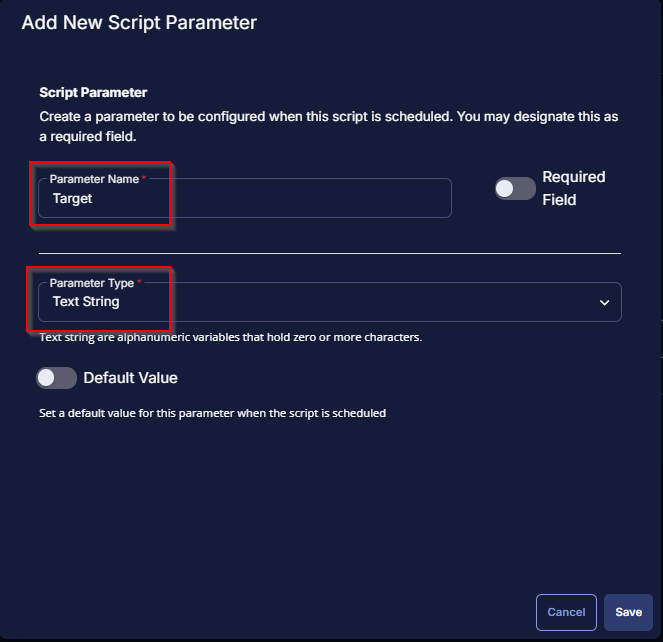 Add New Script Parameter
Script Parameter
Create a parameter to be configured when this script is scheduled. You may designate this as
a required field.
Parameter Name *
Target
Required
Field
Parameter Type *
Text String
Text string are alphanumeric variables that hold zero or more characters.
Default Value
Set a default value for this parameter when the script is scheduled
Cancel
Save